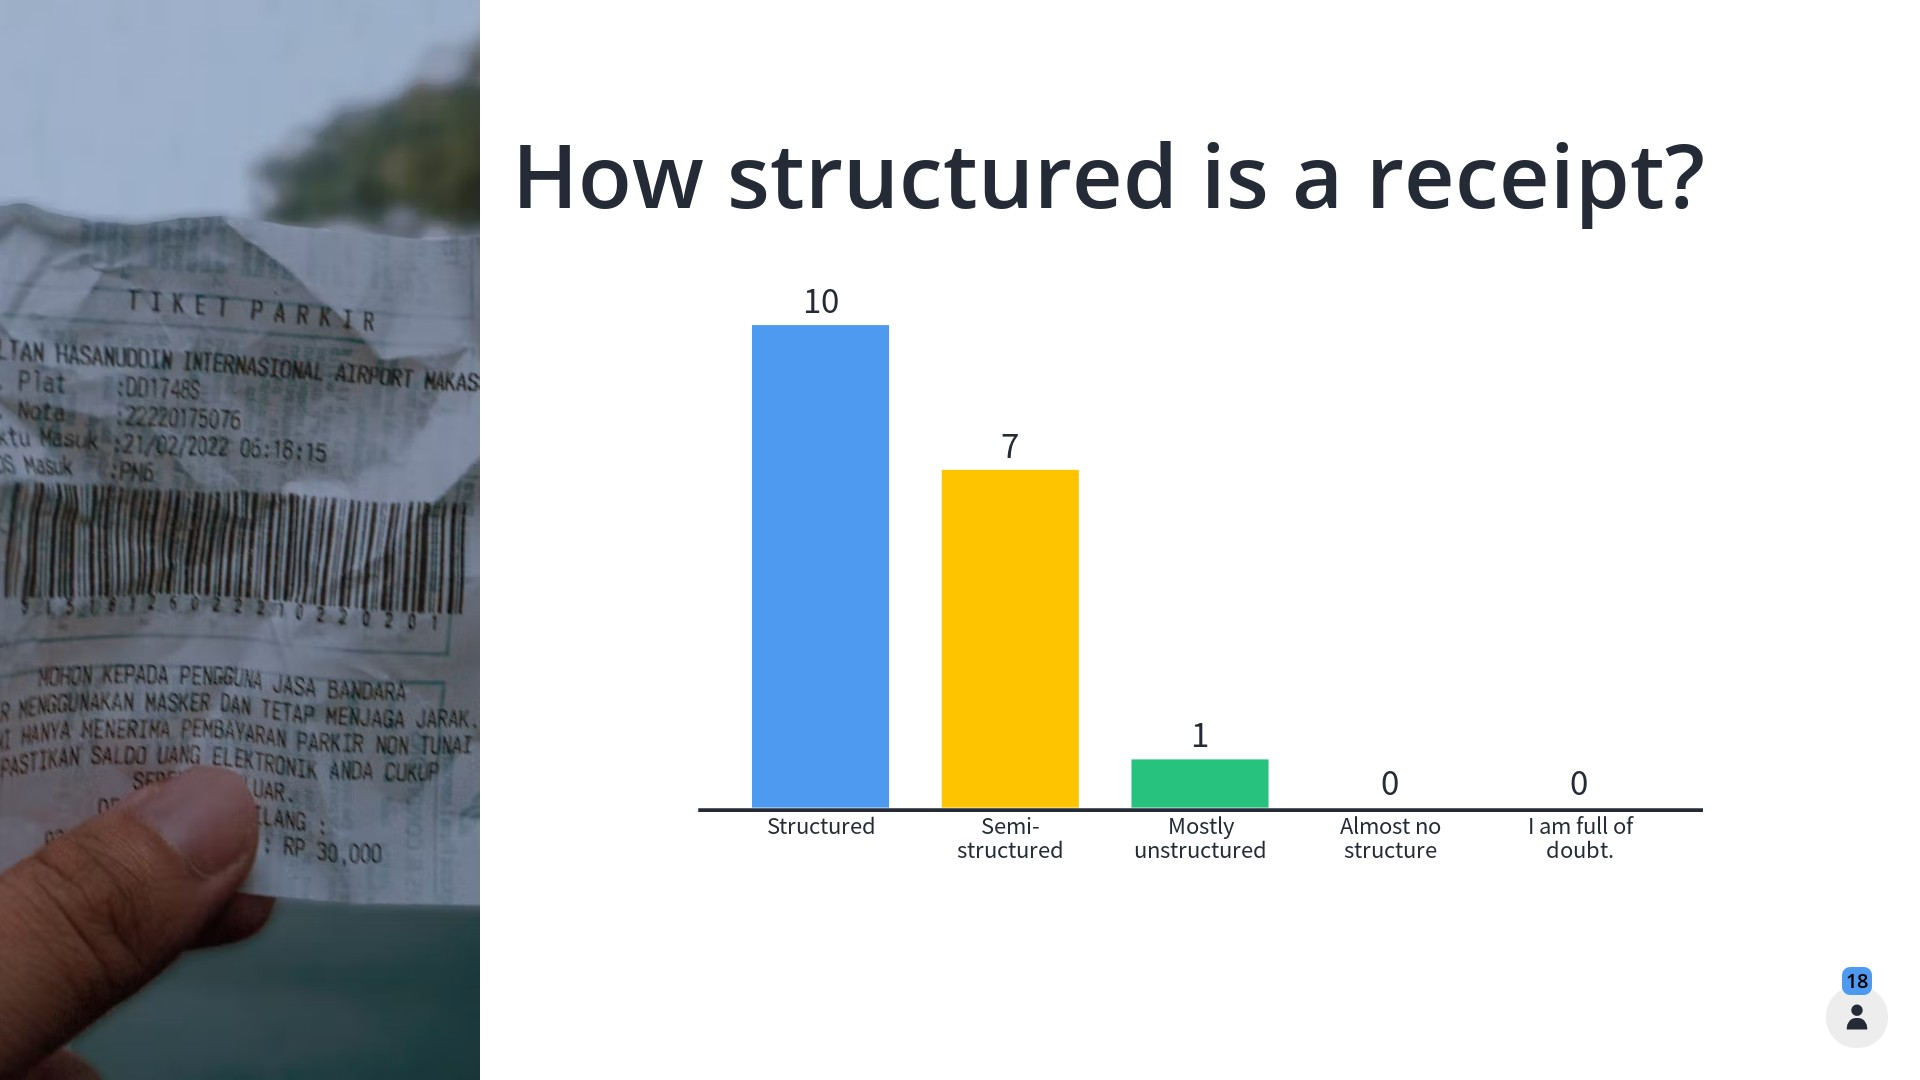 TIKET PARKIR
LTAN HASANUDDIN INTERNASIONAL AIRPORT MAKAS
. Plat :DD1748S
. Nota :22220175076
ktu Masuk :21/02/2022 06:18:15
OS Masuk :PM6
MOHON KEPADA PENGGUNA JASA BANDARA
R MENGGUNAKAN MASKER DAN TETAP MENJAGA JARAK.
MI HANYA MENERIMA PEMBAYARAN PARKIR NON TUNAI
PASTIKAN SALDO UANG ELEKTRONIK ANDA CUKUP
LUAR.
ILANG :
: RP 30,000
How structured is a receipt?
10
7
1
0
0
Structured
Semi-
structured
Mostly
unstructured
Almost no
structure
I am full of
doubt.
18